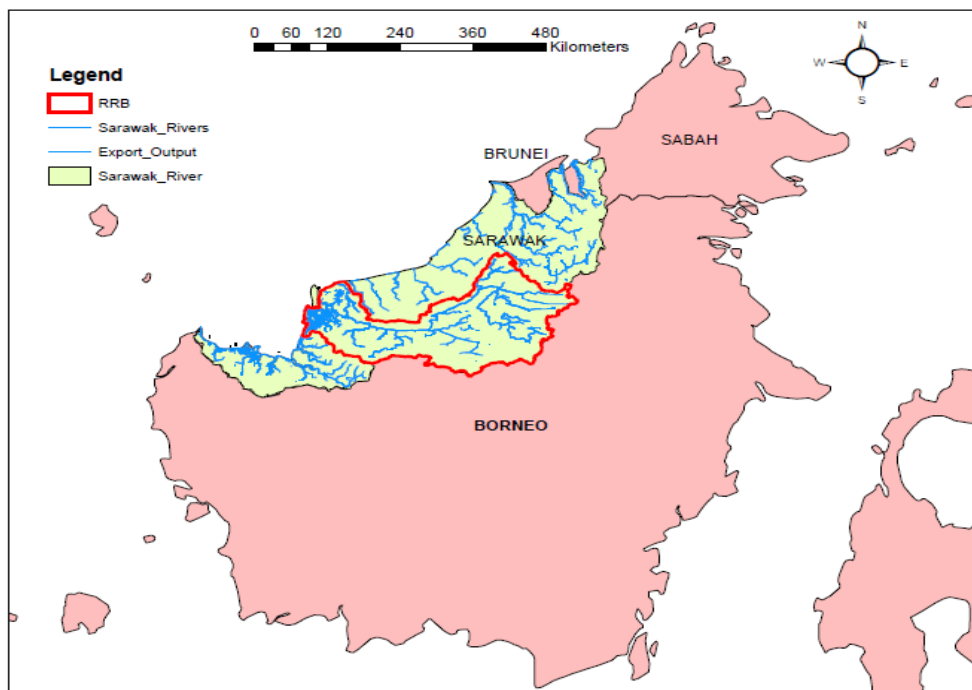 0 60 120 240 360 480
Kilometers
N
W E
S
Legend
RRB
Sarawak_Rivers
Export_Output
Sarawak_River
SABAH
BRUNEI
SARAWAK
BORNEO